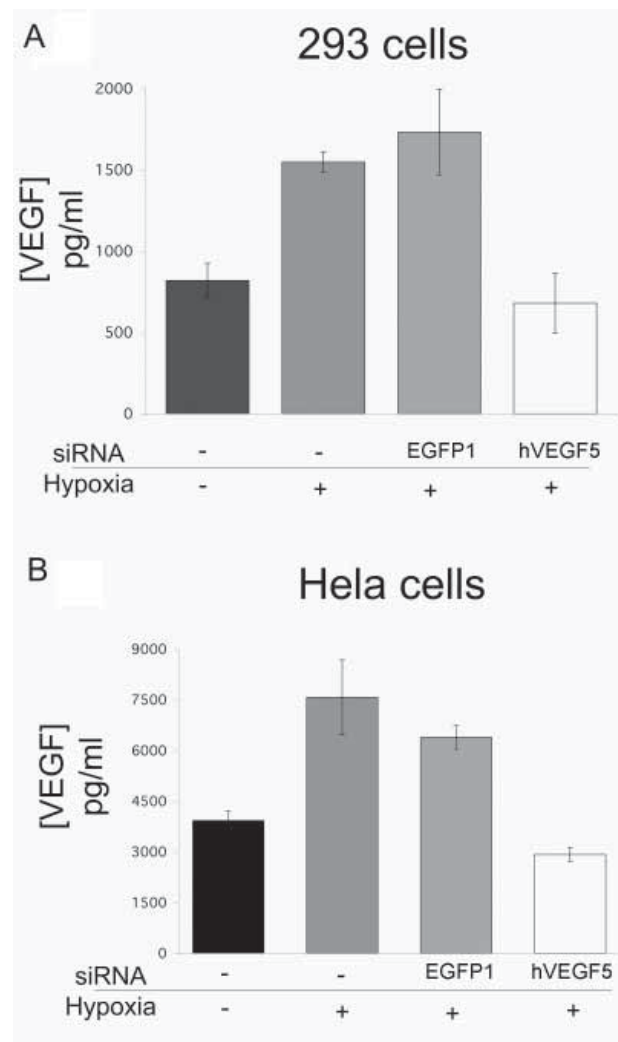 A
293 cells
2000
1500
1000
500
0
[VEGF]
pg/ml
siRNA - - EGFP1 hVEGF5
Hypoxia - + + +
B
Hela cells
9000
7500
6000
4500
3000
1500
0
[VEGF]
pg/ml
siRNA - - EGFP1 hVEGF5
Hypoxia - + + +